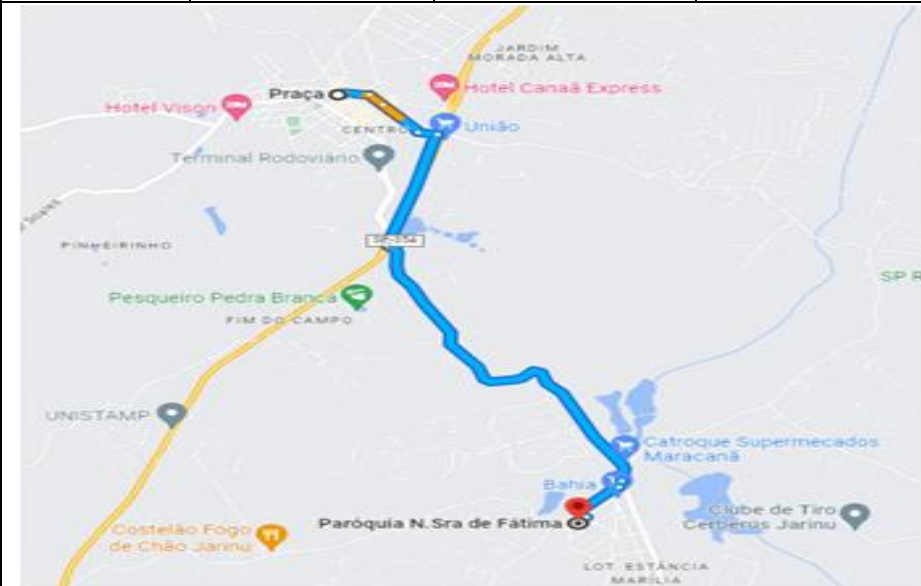 JARDIM
MORADA ALTA
Hotel Canaã Express
Praça
Hotel Vison
União
CENTRO
Terminal Rodoviário
PINHEIRINHO
SP-354
SP R
Pesqueiro Pedra Branca
FIM DO CAMPO
UNISTAMP
Catroque Supermecados
Maracanã
Bahia
Paróquia N.Sra de Fátima
Clube de Tiro
Cerberus Jarinu
Costelão Fogo
de Chão Jarinu
LOT. ESTÂNCIA
MARÍLIA